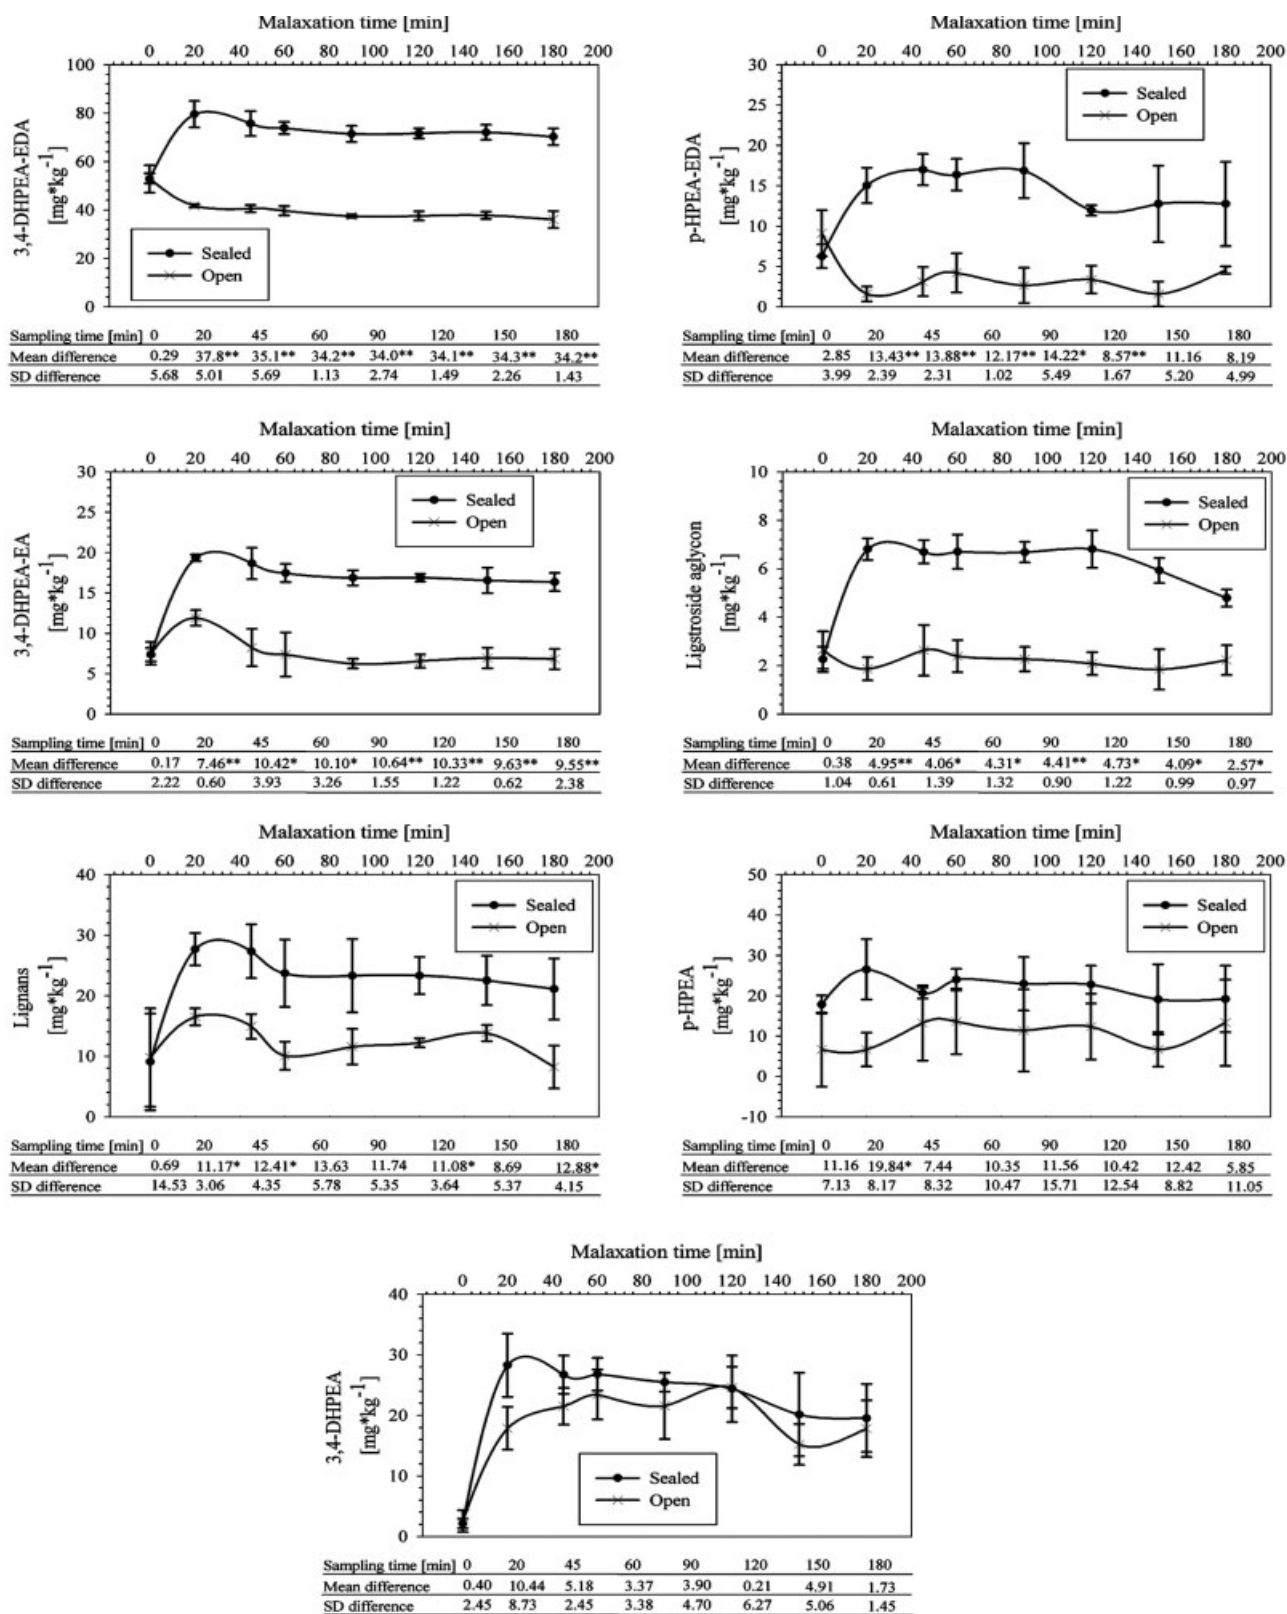 Malaxation time [min]
0 20 40 60 80 100 120 140 160 180 200
3,4-DHPEA-EDA
[mg*kg-1]
100
80
60
40
20
0
Sealed
Open
Sampling time [min] 0 20 45 60 90 120 150 180
Mean difference 0.29 37.8** 35.1** 34.2** 34.0** 34.1** 34.3** 34.2**
SD difference 5.68 5.01 5.69 1.13 2.74 1.49 2.26 1.43
Malaxation time [min]
0 20 40 60 80 100 120 140 160 180 200
p-HPEA-EDA
[mg*kg-1]
30
25
20
15
10
5
0
Sealed
Open
Sampling time [min] 0 20 45 60 90 120 150 180
Mean difference 2.85 13.43** 13.88** 12.17** 14.22* 8.57** 11.16 8.19
SD difference 3.99 2.39 2.31 1.02 5.49 1.67 5.20 4.99
Malaxation time [min]
0 20 40 60 80 100 120 140 160 180 200
3,4-DHPEA-EA
[mg*kg-1]
30
25
20
15
10
5
0
Sealed
Open
Sampling time [min] 0 20 45 60 90 120 150 180
Mean difference 0.17 7.46** 10.42* 10.10* 10.64** 10.33** 9.63** 9.55**
SD difference 2.22 0.60 3.93 3.26 1.55 1.22 0.62 2.38
Malaxation time [min]
0 20 40 60 80 100 120 140 160 180 200
Ligstroside aglycon
[mg*kg-1]
10
8
6
4
2
0
Sealed
Open
Sampling time [min] 0 20 45 60 90 120 150 180
Mean difference 0.38 4.95** 4.06* 4.31* 4.41** 4.73* 4.09* 2.57*
SD difference 1.04 0.61 1.39 1.32 0.90 1.22 0.99 0.97
Malaxation time [min]
0 20 40 60 80 100 120 140 160 180 200
Lignans
[mg*kg-1]
40
30
20
10
0
Sealed
Open
Sampling time [min] 0 20 45 60 90 120 150 180
Mean difference 0.69 11.17* 12.41* 13.63 11.74 11.08* 8.69 12.88*
SD difference 14.53 3.06 4.35 5.78 5.35 3.64 5.37 4.15
Malaxation time [min]
0 20 40 60 80 100 120 140 160 180 200
p-HPEA
[mg*kg-1]
50
40
30
20
10
0
-10
Sealed
Open
Sampling time [min] 0 20 45 60 90 120 150 180
Mean difference 11.16 19.84* 7.44 10.35 11.56 10.42 12.42 5.85
SD difference 7.13 8.17 8.32 10.47 15.71 12.54 8.82 11.05
Malaxation time [min]
0 20 40 60 80 100 120 140 160 180 200
3,4-DHPEA
[mg*kg-1]
40
30
20
10
0
Sealed
Open
Sampling time [min] 0 20 45 60 90 120 150 180
Mean difference 0.40 10.44 5.18 3.37 3.90 0.21 4.91 1.73
SD difference 2.45 8.73 2.45 3.38 4.70 6.27 5.06 1.45